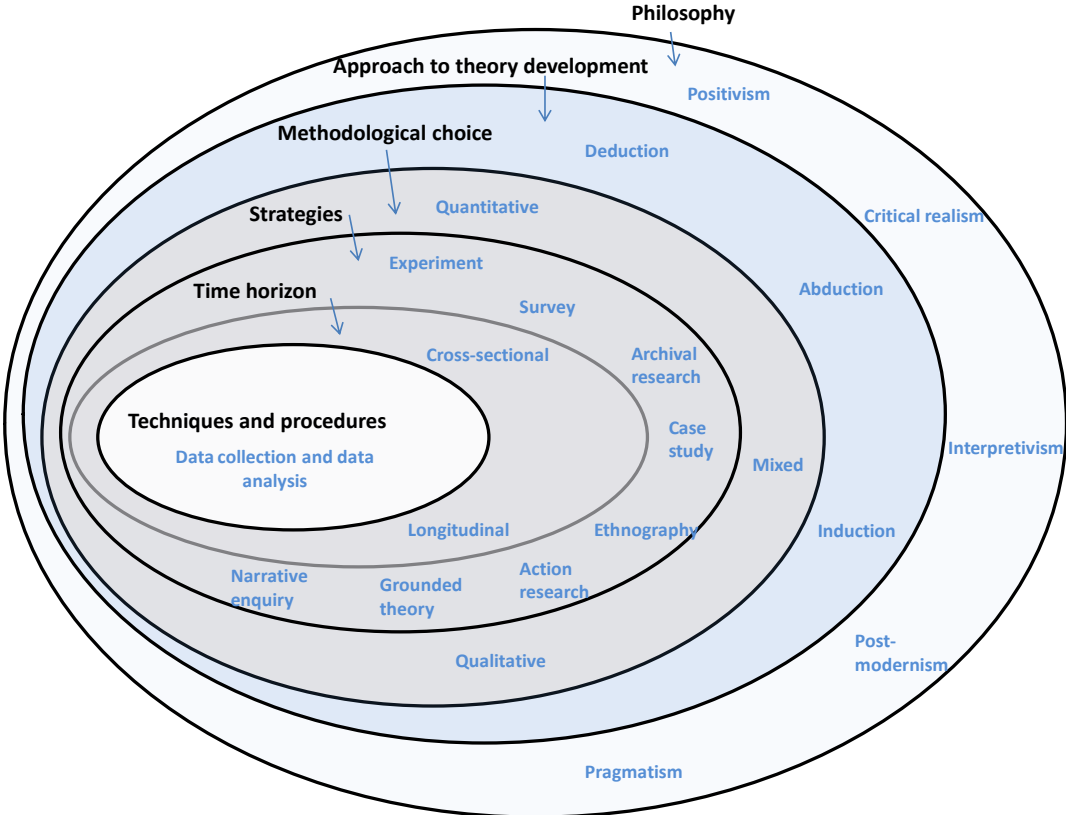 Philosophy
Approach to theory development
Positivism
Methodological choice
Deduction
Strategies
Quantitative
Critical realism
Experiment
Time horizon
Abduction
Survey
Cross-sectional
Archival
research
Techniques and procedures
Data collection and data
analysis
Case
study
Mixed
Interpretivism
Longitudinal
Ethnography
Induction
Narrative
enquiry
Grounded
theory
Action
research
Qualitative
Post-
modernism
Pragmatism